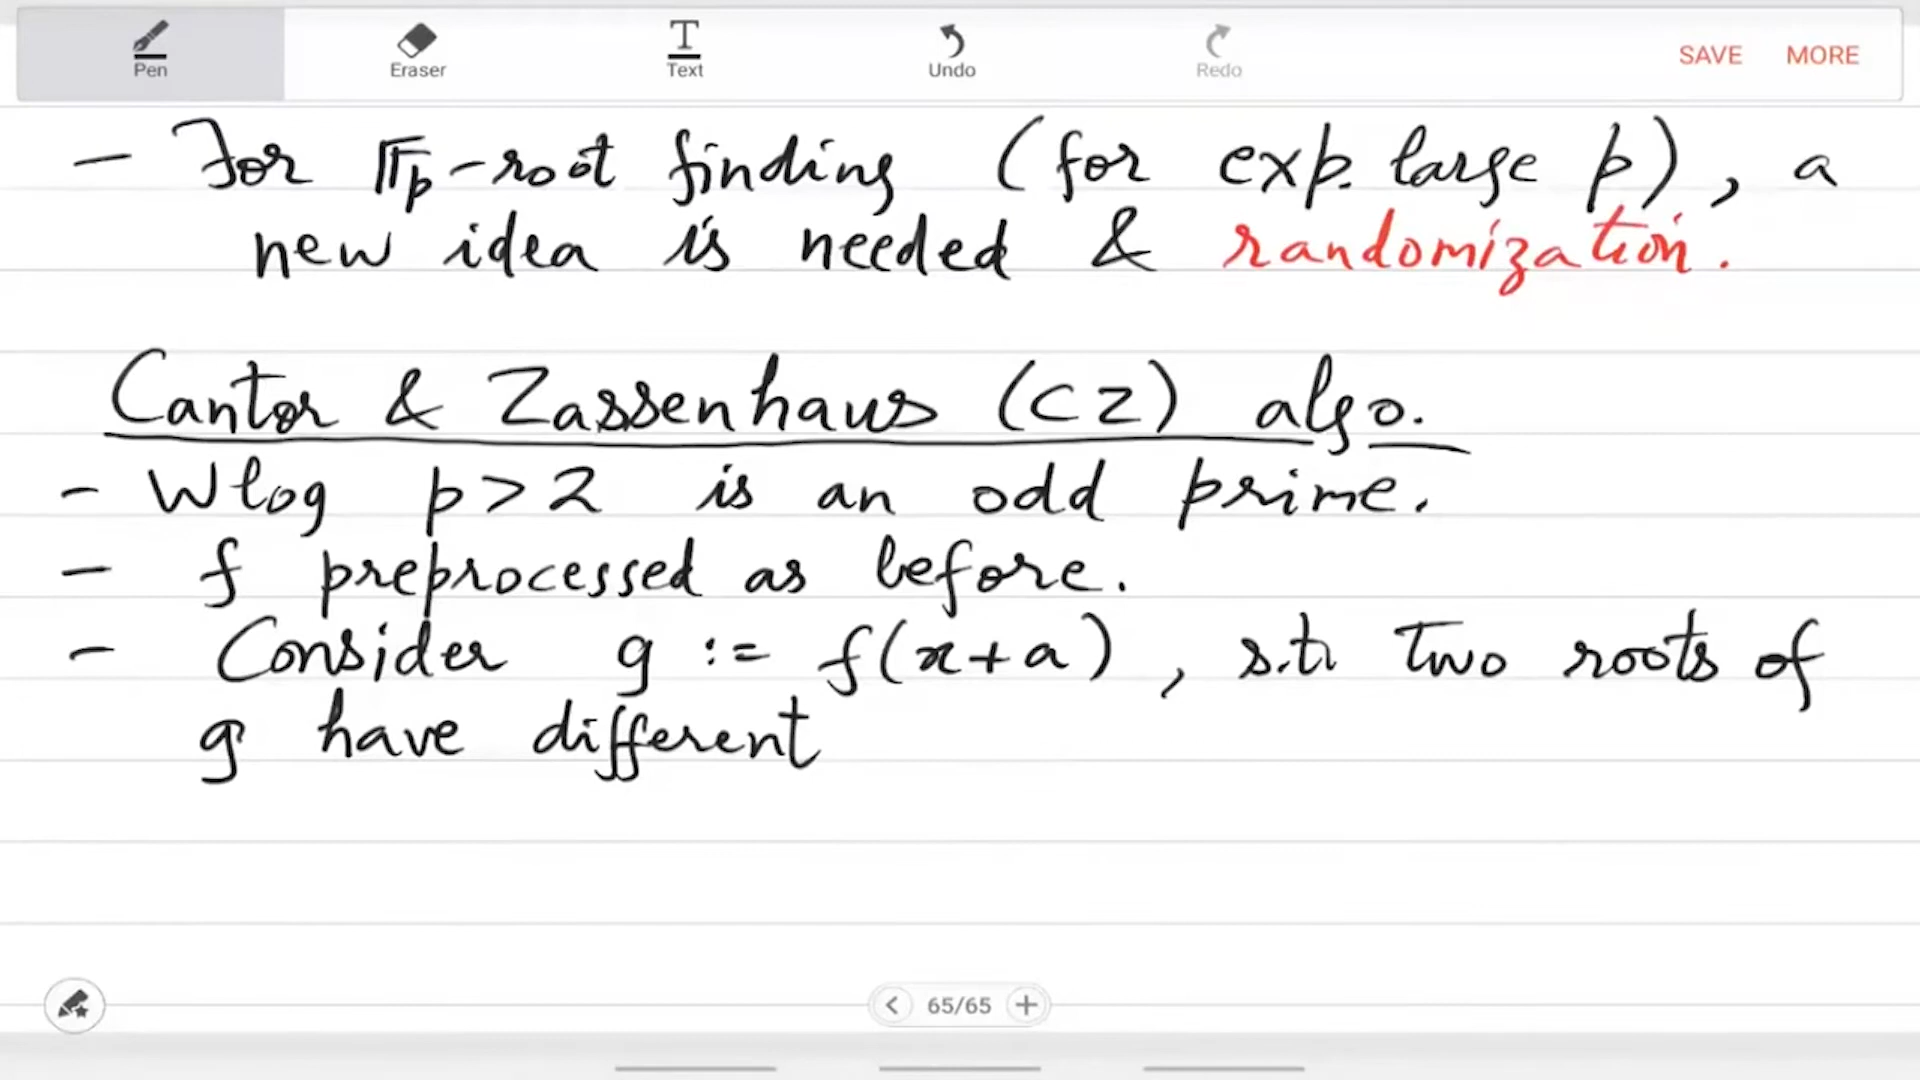 Pen Eraser Text Undo Redo SAVE MORE
- For 𝔽p-root finding (for exp. large p), a
new idea is needed & randomization.
Cantor & Zassenhaus (CZ) algo.
- Wlog p>2 is an odd prime.
- f preprocessed as before.
- Consider g := f(x+a), s.t. two roots of
g have different
65/65